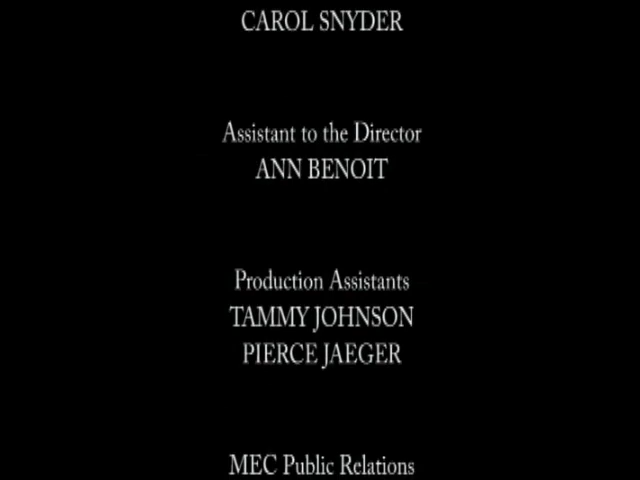 CAROL SNYDER
Assistant to the Director
ANN BENOIT
Production Assistants
TAMMY JOHNSON
PIERCE JAEGER
MEC Public Relations